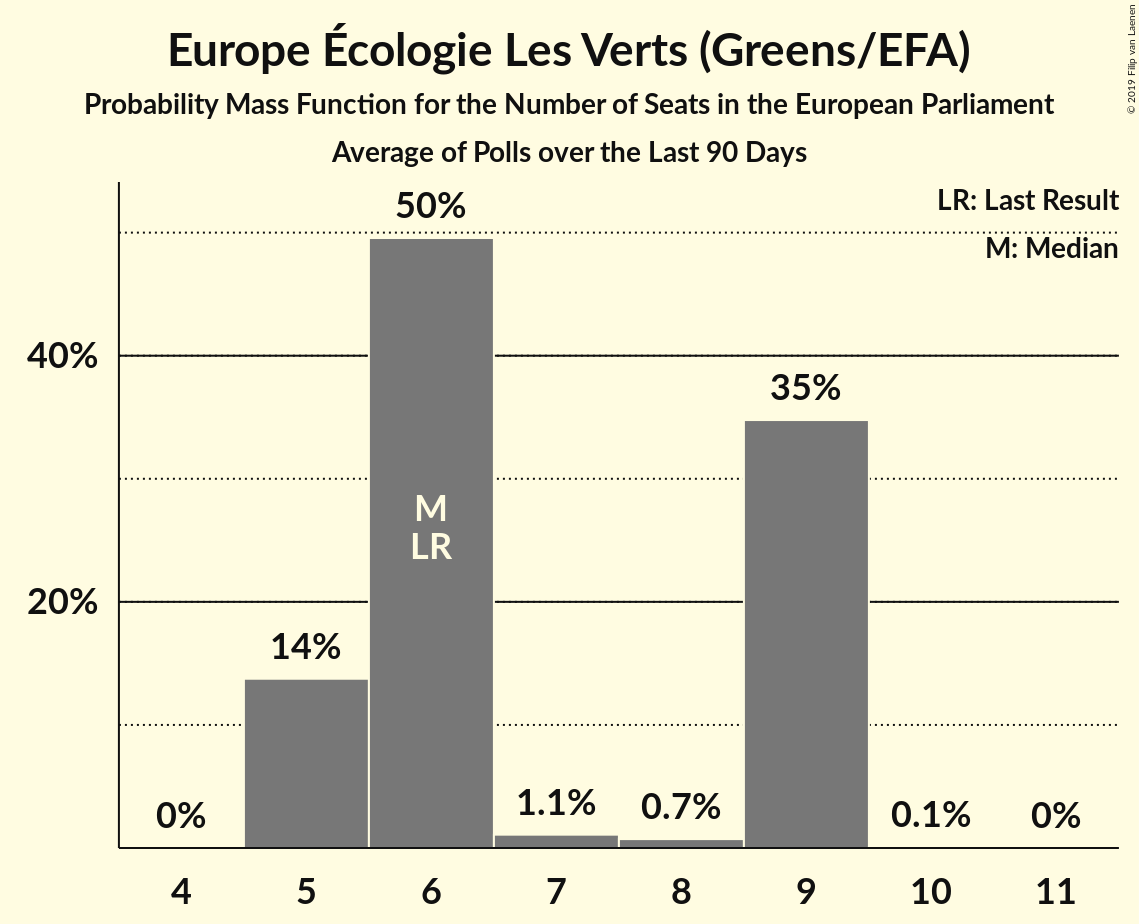 Europe Écologie Les Verts (Greens/EFA)
Probability Mass Function for the Number of Seats in the European Parliament
Average of Polls over the Last 90 Days
© 2019 Filip van Laenen
LR: Last Result
M: Median
50%
40%
35%
M
LR
20%
14%
0%
1.1%
0.7%
0.1%
0%
4 5 6 7 8 9 10 11